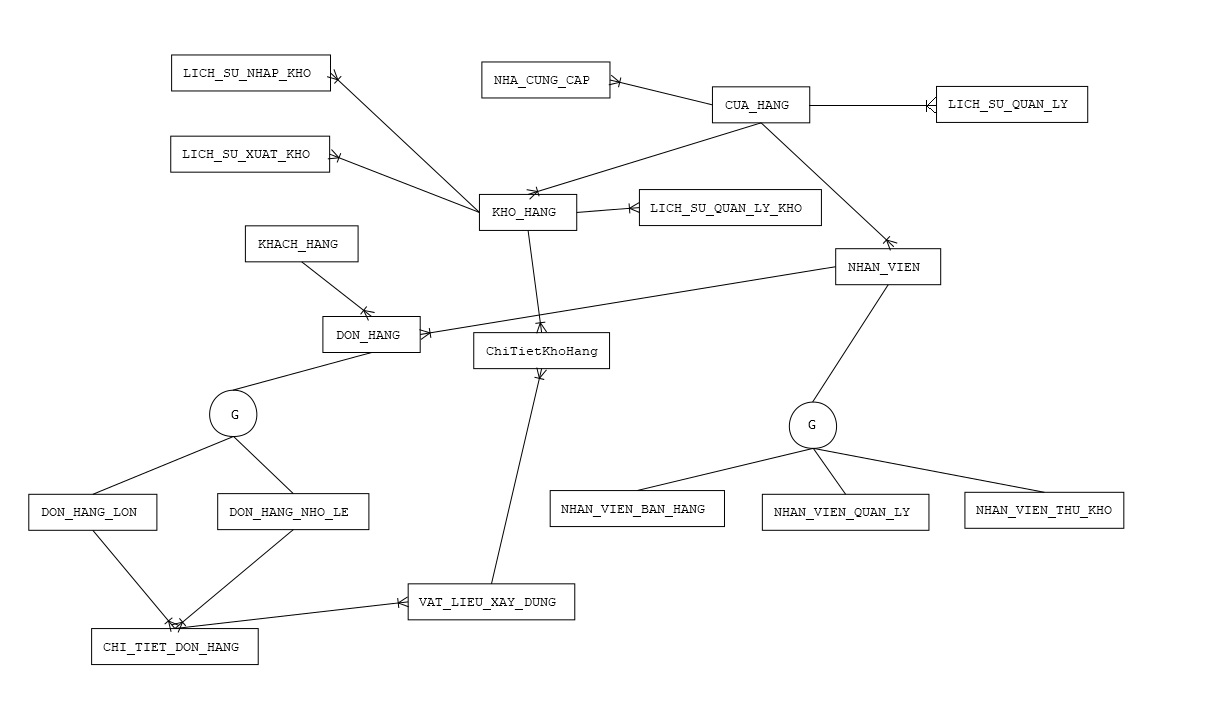 LICH_SU_NHAP_KHO
NHA_CUNG_CAP
CUA_HANG
LICH_SU_QUAN_LY
LICH_SU_XUAT_KHO
KHO_HANG
LICH_SU_QUAN_LY_KHO
KHACH_HANG
NHAN_VIEN
DON_HANG
ChiTietKhoHang
G
G
DON_HANG_LON
DON_HANG_NHO_LE
NHAN_VIEN_BAN_HANG
NHAN_VIEN_QUAN_LY
NHAN_VIEN_THU_KHO
VAT_LIEU_XAY_DUNG
CHI_TIET_DON_HANG